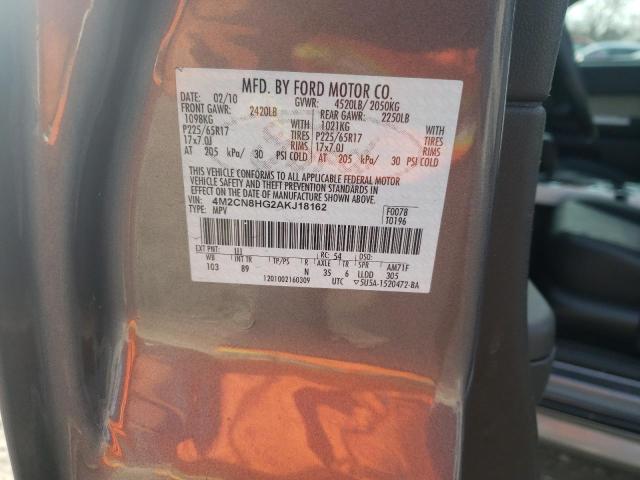 MFD. BY FORD MOTOR CO.
DATE: 02/10 GVWR: 4520LB/ 2050KG
FRONT GAWR: 2420LB REAR GAWR: 2250LB
1098KG WITH 1021KG WITH
P225/65R17 TIRES P225/65R17 TIRES
17x7.0J RIMS 17x7.0J RIMS
AT 205 kPa/ 30 PSI COLD AT 205 kPa/ 30 PSI COLD
THIS VEHICLE CONFORMS TO ALL APPLICABLE FEDERAL MOTOR
VEHICLE SAFETY AND THEFT PREVENTION STANDARDS IN
EFFECT ON THE DATE OF MANUFACTURE SHOWN ABOVE.
VIN: 4M2CN8HG2AKJ18162 F0078
TYPE: MPV T0196
EXT PNT: RC: 54 DSO:
WB INT TR TP/PS R AXLE TR SPR AM71F
103 89 N 35 6 LLDD 305
1201002160309 UTC 5U5A-1520472-BA